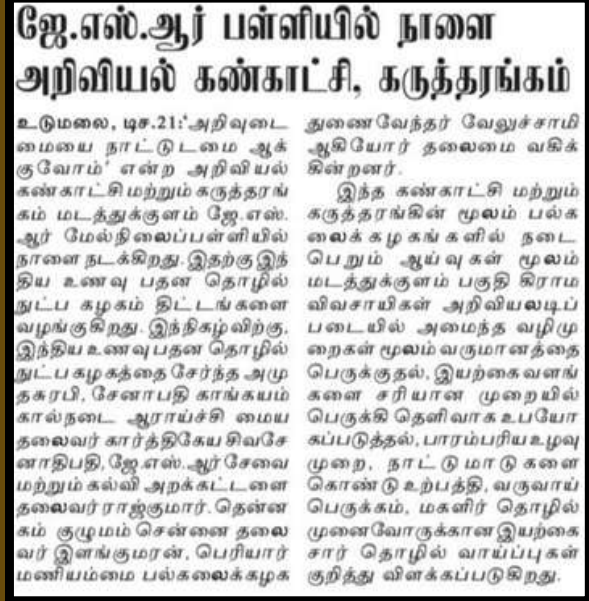 ஜே.எஸ்.ஆர் பள்ளியில் நாளை
அறிவியல் கண்காட்சி, கருத்தரங்கம்
உடுமலை, டிச.21:‘அறிவுடை
மையை நாட்டுடமை ஆக்
குவோம்’ என்ற அறிவியல்
கண்காட்சி மற்றும் கருத்தரங்
கம் மடத்துக்குளம் ஜே.எஸ்.
ஆர் மேல்நிலைப்பள்ளியில்
நாளை நடக்கிறது. இதற்கு இந்
திய உணவு பதன தொழில்
நுட்ப கழகம் திட்டங்களை
வழங்குகிறது. இந்நிகழ்விற்கு,
இந்திய உணவு பதன தொழில்
நுட்ப கழகத்தை சேர்ந்த அமு
தசுரபி, சேனாபதி காங்கயம்
கால்நடை ஆராய்ச்சி மைய
தலைவர் கார்த்திகேய சிவசே
னாதிபதி, ஜே.எஸ்.ஆர் சேவை
மற்றும் கல்வி அறக்கட்டளை
தலைவர் ராஜ்குமார். தென்ன
கம் குழுமம் சென்னை தலை
வர் இளங்குமரன், பெரியார்
மணியம்மை பல்கலைக்கழக
துணைவேந்தர் வேலுச்சாமி
ஆகியோர் தலைமை வகிக்
கின்றனர்.
இந்த கண்காட்சி மற்றும்
கருத்தரங்கின் மூலம் பல்க
லைக்கழகங்களில் நடை
பெறும் ஆய்வுகள் மூலம்
மடத்துக்குளம் பகுதி கிராம
விவசாயிகள் அறிவியலடிப்
படையில் அமைந்த வழிமு
றைகள் மூலம் வருமானத்தை
பெருக்குதல், இயற்கை வளங்
களை சரியான முறையில்
பெருக்கி தெளிவாக உபயோ
கப்படுத்தல், பாரம்பரிய உழவு
முறை, நாட்டு மாடுகளை
கொண்டு உற்பத்தி, வருவாய்
பெருக்கம், மகளிர் தொழில்
முனைவோருக்கான இயற்கை
சார் தொழில் வாய்ப்புகள்
குறித்து விளக்கப்படுகிறது.